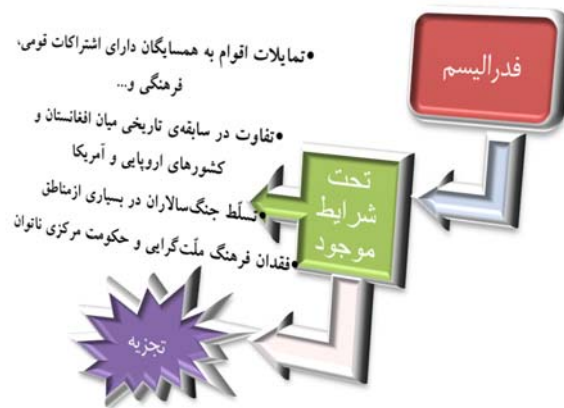 فدرالیسم
تحت
شرایط
موجود
•تمایلات اقوام به همسایگان دارای اشتراکات قومی،
فرهنگی و...
•تفاوت در سابقه‌ی تاریخی میان افغانستان و
کشورهای اروپایی و آمریکا
•تسلّط جنگ‌سالاران در بسیاری ازمناطق
•فقدان فرهنگ ملّت‌گرایی و حکومت مرکزی ناتوان
تجزیه